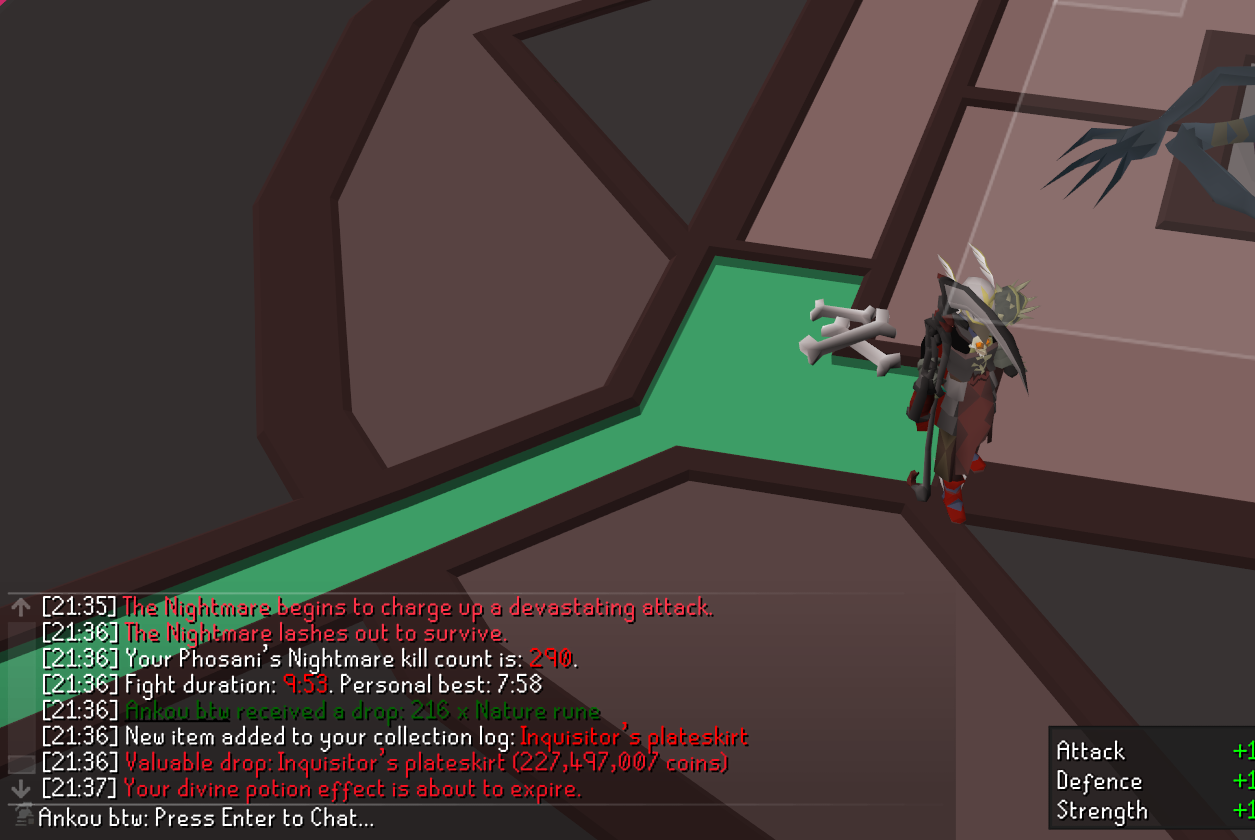 [21:35] The Nightmare begins to charge up a devastating attack.
[21:36] The Nightmare lashes out to survive.
[21:36] Your Phosani's Nightmare kill count is: 290.
[21:36] Fight duration: 9:53. Personal best: 7:58
[21:36] Ankou btw received a drop: 216 x Nature rune
[21:36] New item added to your collection log: Inquisitor's plateskirt
[21:36] Valuable drop: Inquisitor's plateskirt (227,497,007 coins)
[21:37] Your divine potion effect is about to expire.
Ankou btw: Press Enter to Chat...
Attack +1
Defence +1
Strength +1